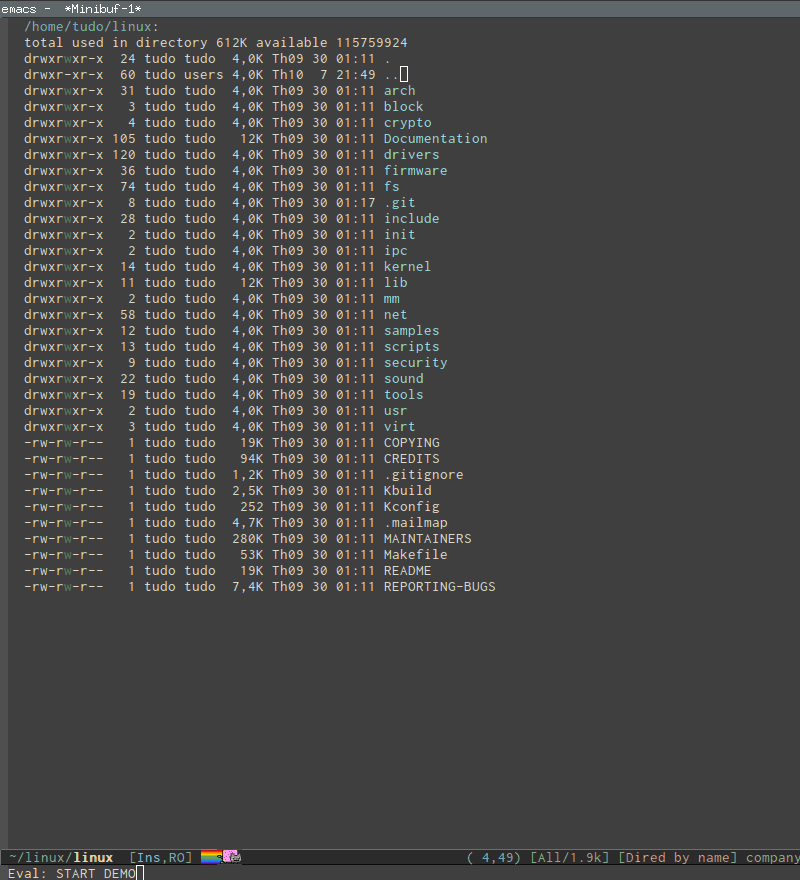 emacs - *Minibuf-1*
/home/tudo/linux:
total used in directory 612K available 115759924
drwxrwxr-x  24 tudo tudo  4,0K Th09 30 01:11 .
drwxr-xr-x  60 tudo users 4,0K Th10  7 21:49 ..
drwxrwxr-x  31 tudo tudo  4,0K Th09 30 01:11 arch
drwxrwxr-x   3 tudo tudo  4,0K Th09 30 01:11 block
drwxrwxr-x   4 tudo tudo  4,0K Th09 30 01:11 crypto
drwxrwxr-x 105 tudo tudo   12K Th09 30 01:11 Documentation
drwxrwxr-x 120 tudo tudo  4,0K Th09 30 01:11 drivers
drwxrwxr-x  36 tudo tudo  4,0K Th09 30 01:11 firmware
drwxrwxr-x  74 tudo tudo  4,0K Th09 30 01:11 fs
drwxrwxr-x   8 tudo tudo  4,0K Th09 30 01:17 .git
drwxrwxr-x  28 tudo tudo  4,0K Th09 30 01:11 include
drwxrwxr-x   2 tudo tudo  4,0K Th09 30 01:11 init
drwxrwxr-x   2 tudo tudo  4,0K Th09 30 01:11 ipc
drwxrwxr-x  14 tudo tudo  4,0K Th09 30 01:11 kernel
drwxrwxr-x  11 tudo tudo   12K Th09 30 01:11 lib
drwxrwxr-x   2 tudo tudo  4,0K Th09 30 01:11 mm
drwxrwxr-x  58 tudo tudo  4,0K Th09 30 01:11 net
drwxrwxr-x  12 tudo tudo  4,0K Th09 30 01:11 samples
drwxrwxr-x  13 tudo tudo  4,0K Th09 30 01:11 scripts
drwxrwxr-x   9 tudo tudo  4,0K Th09 30 01:11 security
drwxrwxr-x  22 tudo tudo  4,0K Th09 30 01:11 sound
drwxrwxr-x  19 tudo tudo  4,0K Th09 30 01:11 tools
drwxrwxr-x   2 tudo tudo  4,0K Th09 30 01:11 usr
drwxrwxr-x   3 tudo tudo  4,0K Th09 30 01:11 virt
-rw-rw-r--   1 tudo tudo   19K Th09 30 01:11 COPYING
-rw-rw-r--   1 tudo tudo   94K Th09 30 01:11 CREDITS
-rw-rw-r--   1 tudo tudo  1,2K Th09 30 01:11 .gitignore
-rw-rw-r--   1 tudo tudo  2,5K Th09 30 01:11 Kbuild
-rw-rw-r--   1 tudo tudo   252 Th09 30 01:11 Kconfig
-rw-rw-r--   1 tudo tudo  4,7K Th09 30 01:11 .mailmap
-rw-rw-r--   1 tudo tudo  280K Th09 30 01:11 MAINTAINERS
-rw-rw-r--   1 tudo tudo   53K Th09 30 01:11 Makefile
-rw-rw-r--   1 tudo tudo   19K Th09 30 01:11 README
-rw-rw-r--   1 tudo tudo  7,4K Th09 30 01:11 REPORTING-BUGS
~/linux/linux  [Ins,RO] ( 4,49) [All/1.9k] [Dired by name] company
Eval: START DEMO